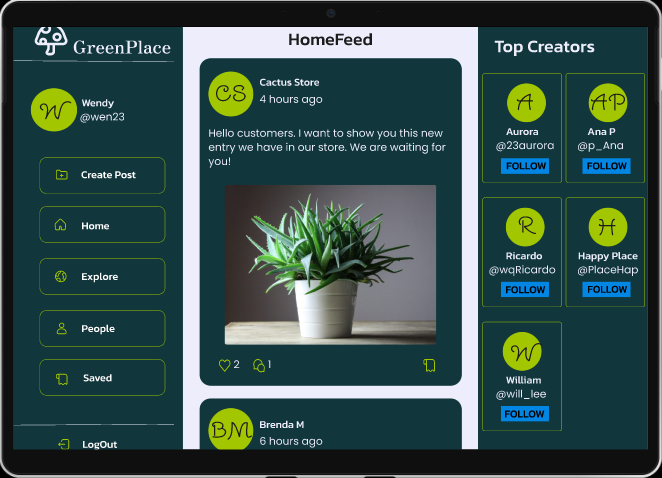 GreenPlace
W
Wendy
@wen23
Create Post
Home
Explore
People
Saved
LogOut
HomeFeed
CS
Cactus Store
4 hours ago
Hello customers. I want to show you this new
entry we have in our store. We are waiting for
you!
2
1
BM
Brenda M
6 hours ago
Top Creators
A
Aurora
@23aurora
FOLLOW
AP
Ana P
@p_Ana
FOLLOW
R
Ricardo
@wqRicardo
FOLLOW
H
Happy Place
@PlaceHap
FOLLOW
W
William
@will_lee
FOLLOW